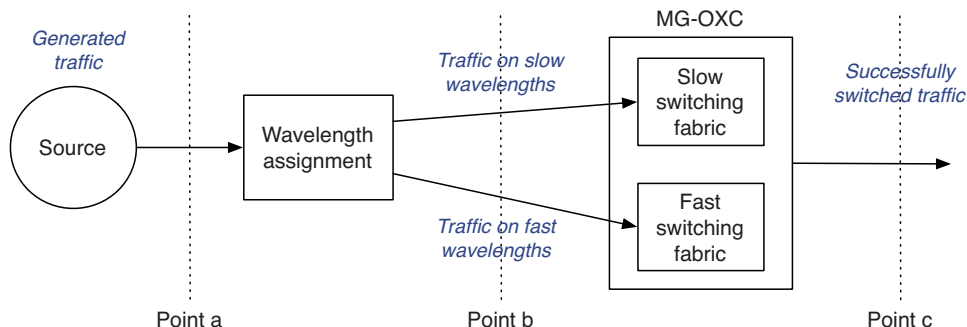 MG-OXC
Generated
traffic
Traffic on slow
wavelengths
Successfully
switched traffic
Slow
switching
fabric
Source
Wavelength
assignment
Fast
switching
fabric
Traffic on fast
wavelengths
Point a
Point b
Point c